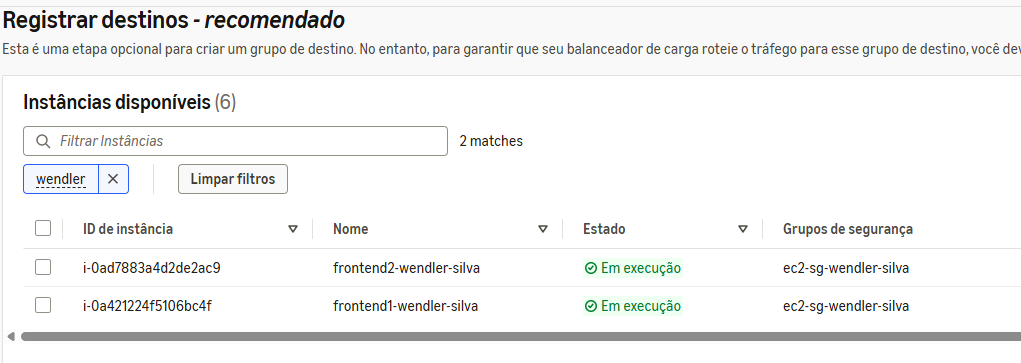 Registrar destinos - recomendado
Esta é uma etapa opcional para criar um grupo de destino. No entanto, para garantir que seu balanceador de carga roteie o tráfego para esse grupo de destino, você
Instâncias disponíveis (6)
Filtrar Instâncias
2 matches
wendler
Limpar filtros
ID de instância Nome Estado Grupos de segurança
i-0ad7883a4d2de2ac9 frontend2-wendler-silva Em execução ec2-sg-wendler-silva
i-0a421224f5106bc4f frontend1-wendler-silva Em execução ec2-sg-wendler-silva